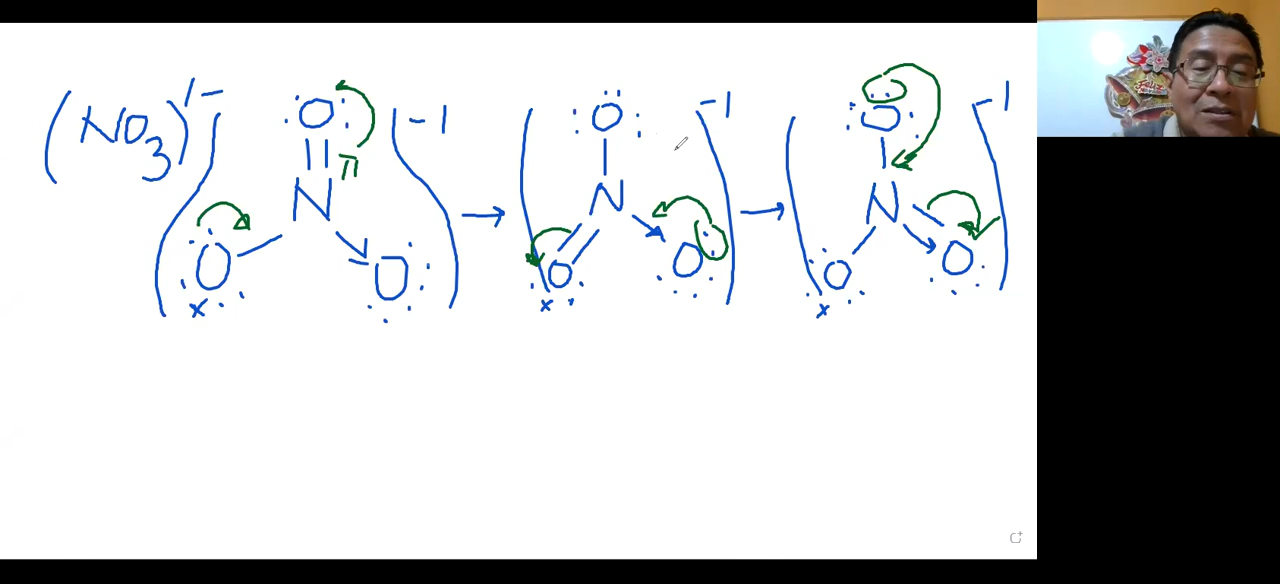 (NO₃)¹⁻
O π -1 N O O
→
O -1 N O O x
→
O -1 N O O x
x